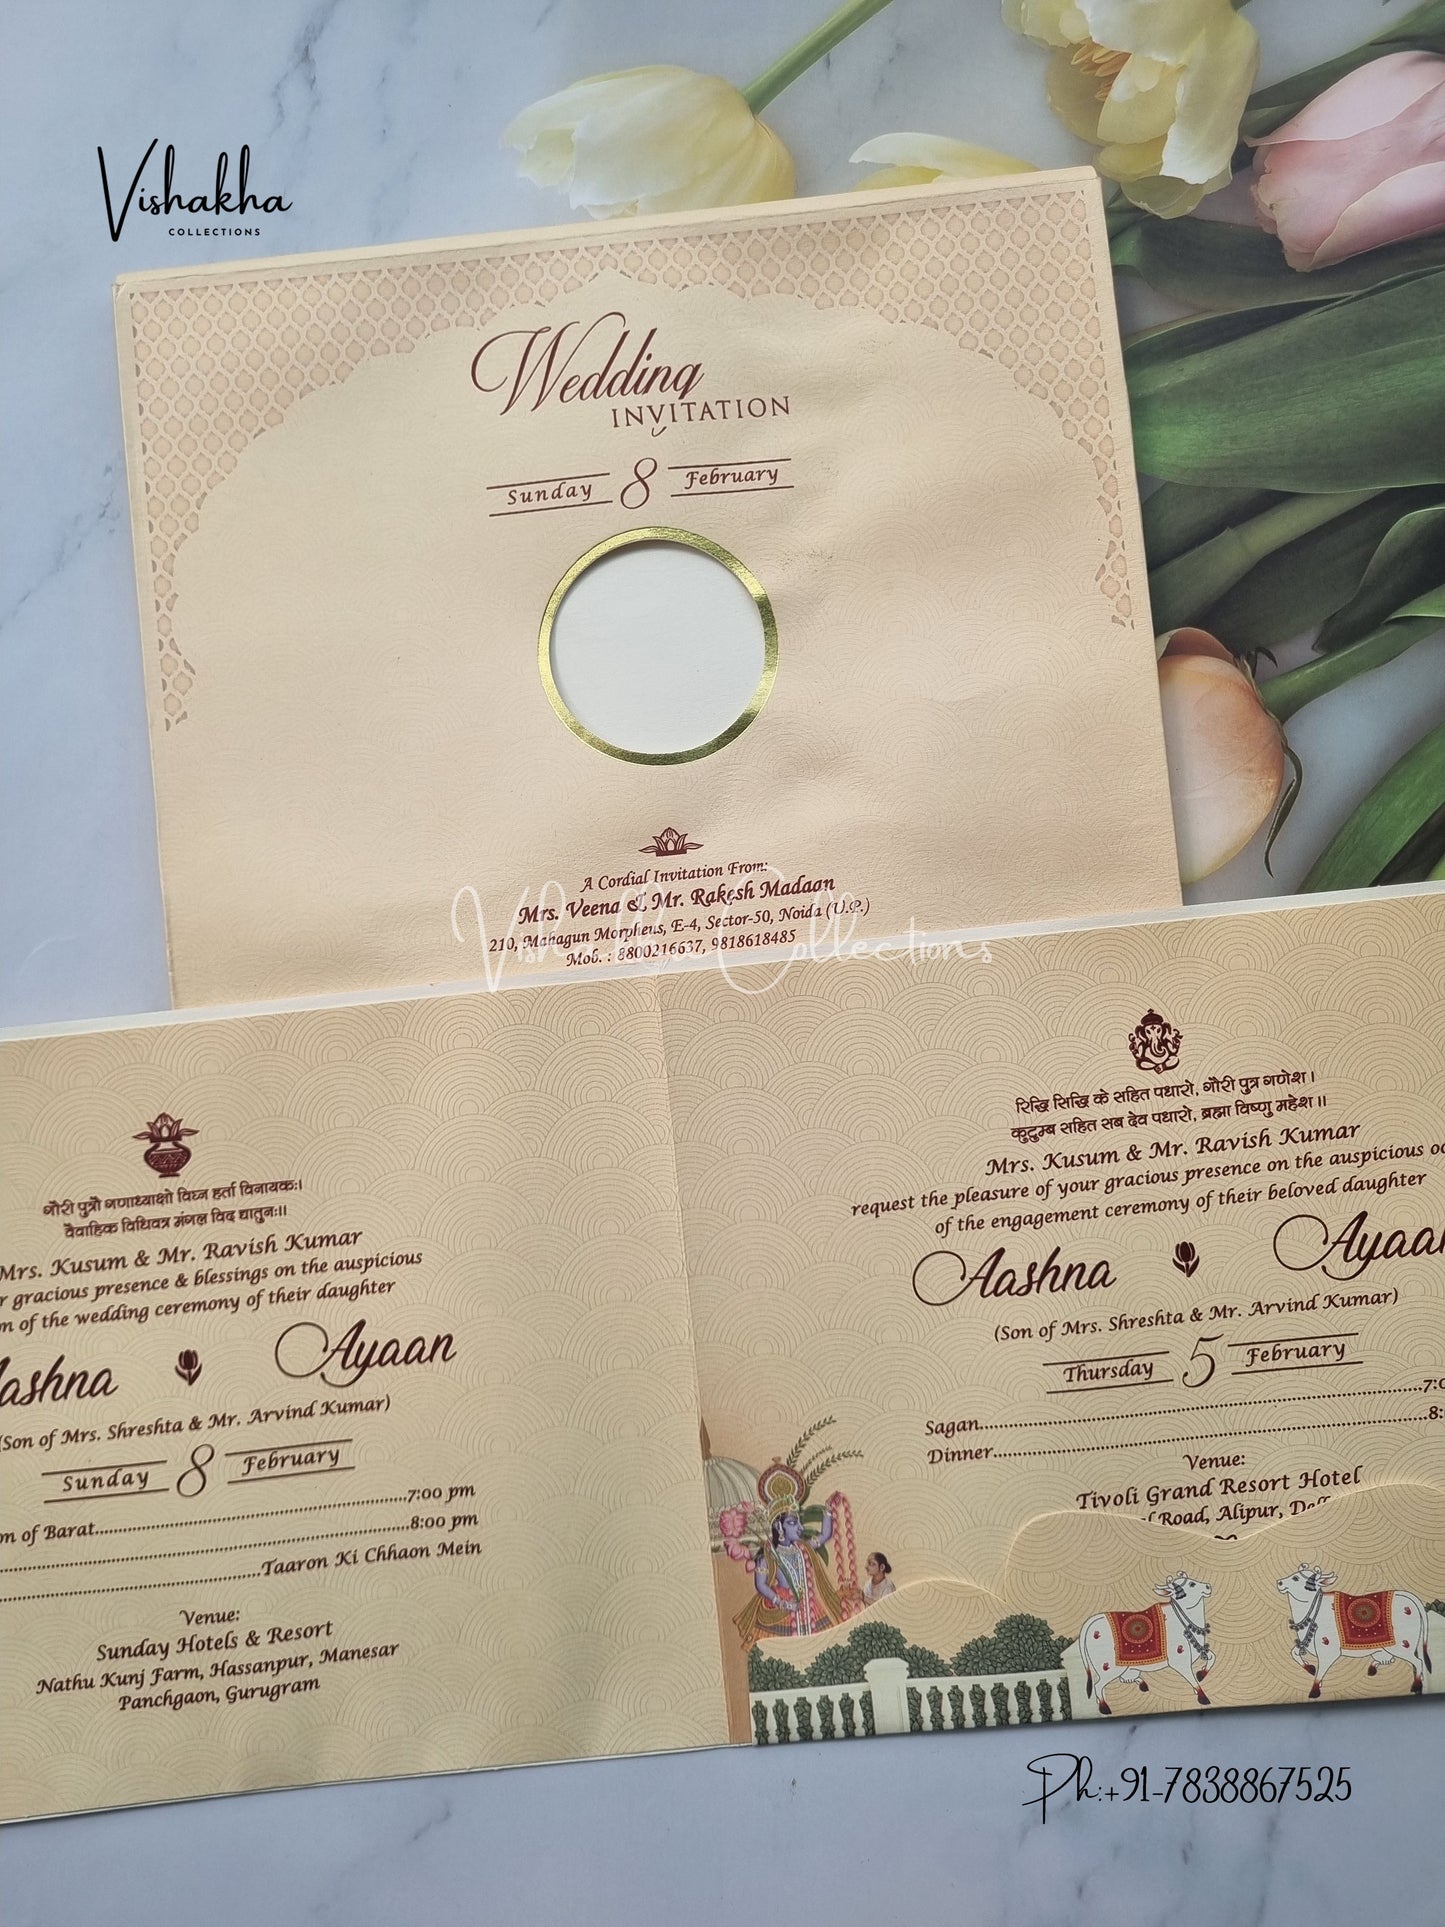 Vishakha
COLLECTIONS
Wedding
INVITATION
Sunday 8 February
A Cordial Invitation From:
Mrs. Veena & Mr. Rakesh Madaan
210, Mahagun Morpheus, E-4, Sector-50, Noida (U.P.)
Mob. : 8800216637, 9818618485
Vishakha Collections
गौरी पुत्रौ गणाध्याक्षो विघ्न हर्ता विनायकः।
वैवाहिक विधिवत्र मंगल विद धातुनः॥
Mrs. Kusum & Mr. Ravish Kumar
gracious presence & blessings on the auspicious
of the wedding ceremony of their daughter
Aashna Ayaan
(Son of Mrs. Shreshta & Mr. Arvind Kumar)
Sunday 8 February
of Barat 7:00 pm
8:00 pm
Taaron Ki Chhaon Mein
Venue:
Sunday Hotels & Resort
Nathu Kunj Farm, Hassanpur, Manesar
Panchgaon, Gurugram
रिद्धि सिद्धि के सहित पधारो, गौरी पुत्र गणेश।
कुटुम्ब सहित सब देव पधारो, ब्रह्मा विष्णु महेश॥
Mrs. Kusum & Mr. Ravish Kumar
request the pleasure of your gracious presence on the auspicious
of the engagement ceremony of their beloved daughter
Aashna Ayaan
(Son of Mrs. Shreshta & Mr. Arvind Kumar)
Thursday 5 February
Sagan
Dinner
Venue:
Tivoli Grand Resort Hotel
Road, Alipur,
Ph:+91-7838867525